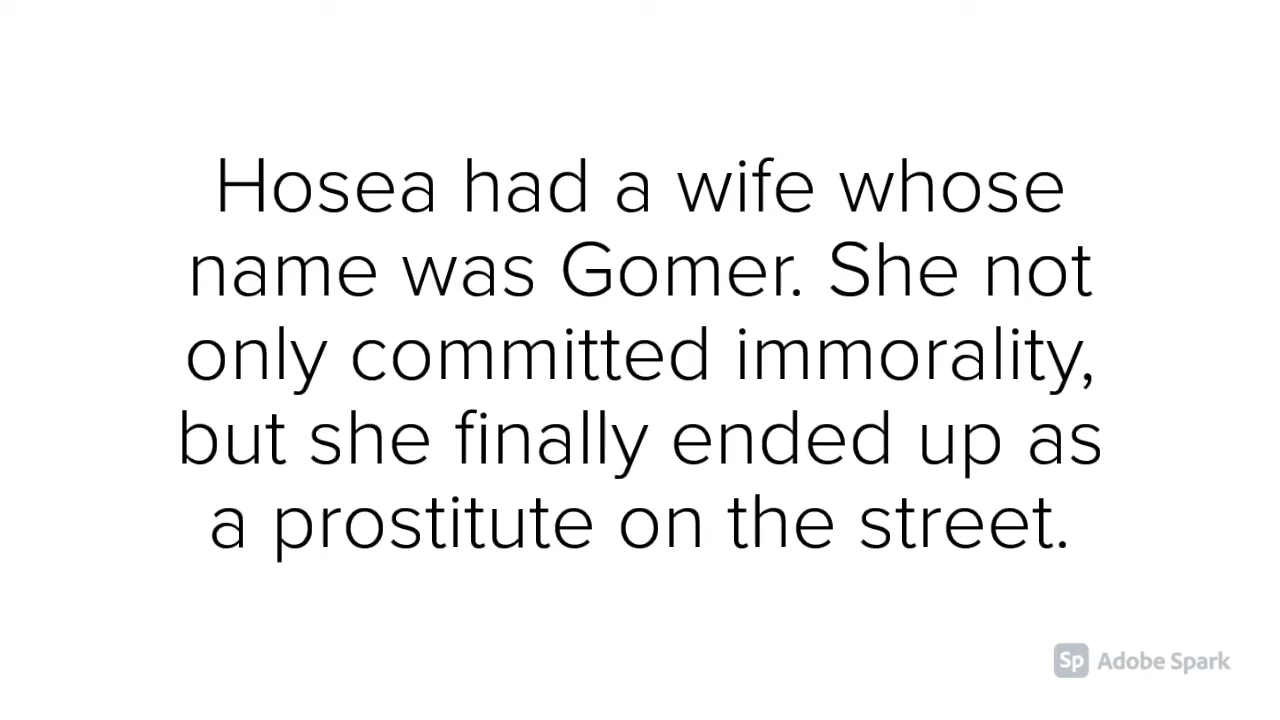 Hosea had a wife whose
name was Gomer. She not
only committed immorality,
but she finally ended up as
a prostitute on the street.
Sp Adobe Spark